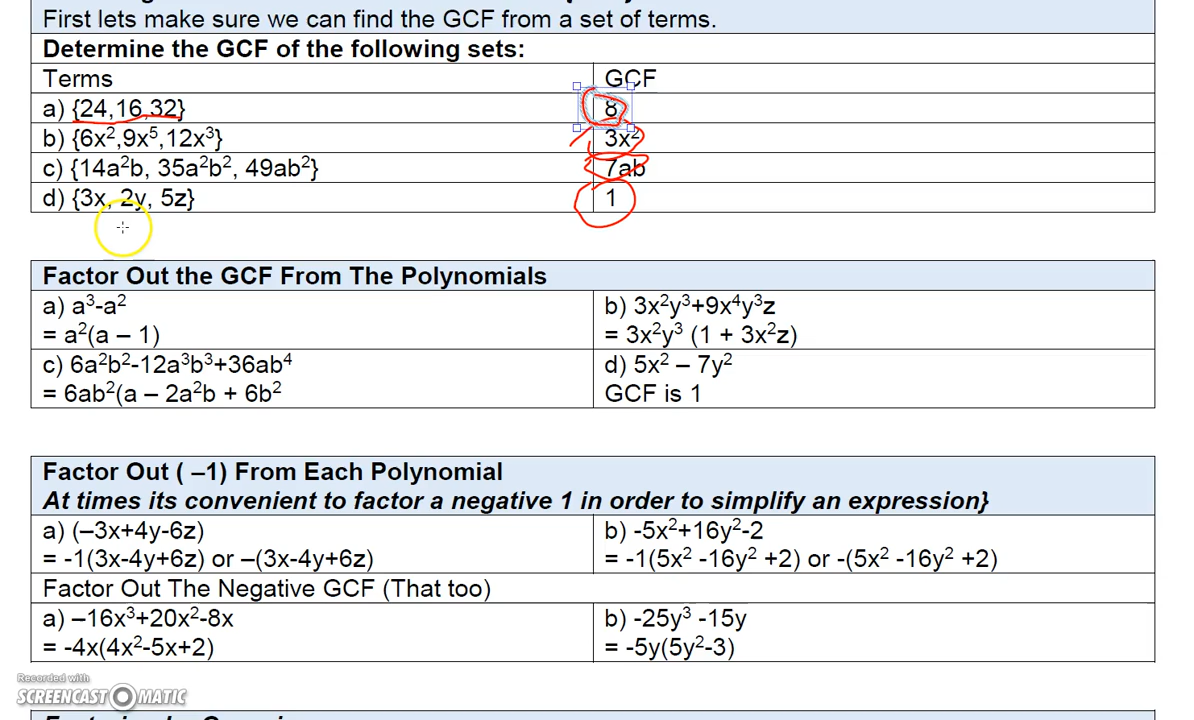 First lets make sure we can find the GCF from a set of terms.
Determine the GCF of the following sets:
Terms GCF
a) {24,16,32} 8
b) {6x²,9x⁵,12x³} 3x²
c) {14a²b, 35a²b², 49ab²} 7ab
d) {3x, 2y, 5z} 1
Factor Out the GCF From The Polynomials
a) a³-a² b) 3x²y³+9x⁴y³z
= a²(a – 1) = 3x²y³ (1 + 3x²z)
c) 6a²b²-12a³b³+36ab⁴ d) 5x² – 7y²
= 6ab²(a – 2a²b + 6b² GCF is 1
Factor Out ( –1) From Each Polynomial
At times its convenient to factor a negative 1 in order to simplify an expression}
a) (–3x+4y-6z) b) -5x²+16y²-2
= -1(3x-4y+6z) or –(3x-4y+6z) = -1(5x² -16y² +2) or -(5x² -16y² +2)
Factor Out The Negative GCF (That too)
a) –16x³+20x²-8x b) -25y³ -15y
= -4x(4x²-5x+2) = -5y(5y²-3)
Recorded with
SCREENCAST-O-MATIC